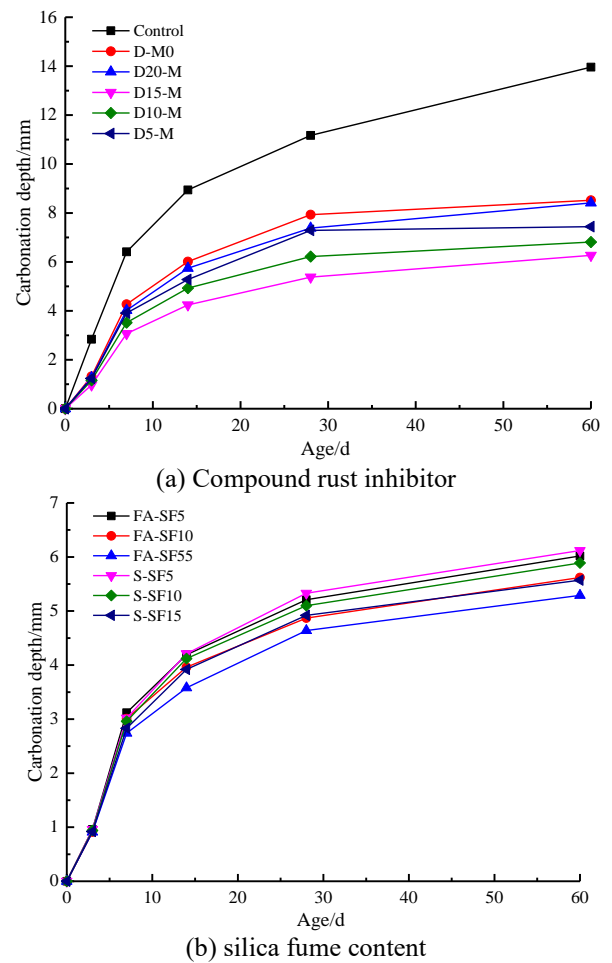 16
14
12
10
8
6
4
2
0
Carbonation depth/mm
Control
D-M0
D20-M
D15-M
D10-M
D5-M
0 10 20 30 40 50 60
Age/d
(a) Compound rust inhibitor
7
6
5
4
3
2
1
0
Carbonation depth/mm
FA-SF5
FA-SF10
FA-SF55
S-SF5
S-SF10
S-SF15
0 10 20 30 40 50 60
Age/d
(b) silica fume content